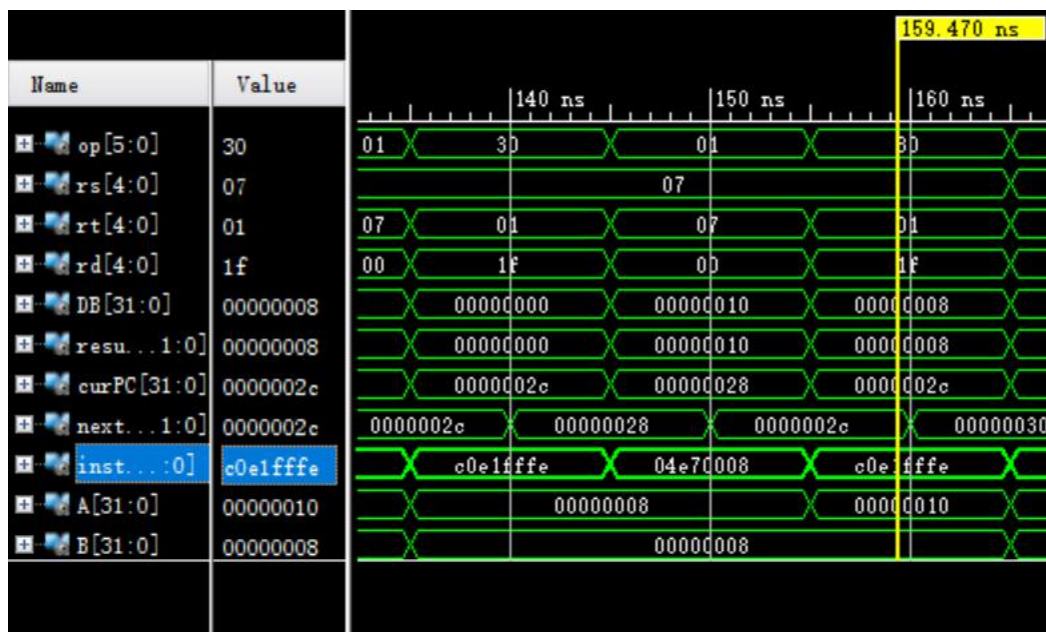 159.470 ns
Name Value
140 ns 150 ns 160 ns
op[5:0] 30 01 30 01 30
rs[4:0] 07 07
rt[4:0] 01 07 01 07 01
rd[4:0] 1f 00 1f 00 1f
DB[31:0] 00000008 00000000 00000010 00000008
resu...1:0] 00000008 00000000 00000010 00000008
curPC[31:0] 0000002c 0000002c 00000028 0000002c
next...1:0] 0000002c 0000002c 00000028 0000002c 00000030
inst...:0] c0e1fffe c0e1fffe 04e70008 c0e1fffe
A[31:0] 00000010 00000008 00000010
B[31:0] 00000008 00000008